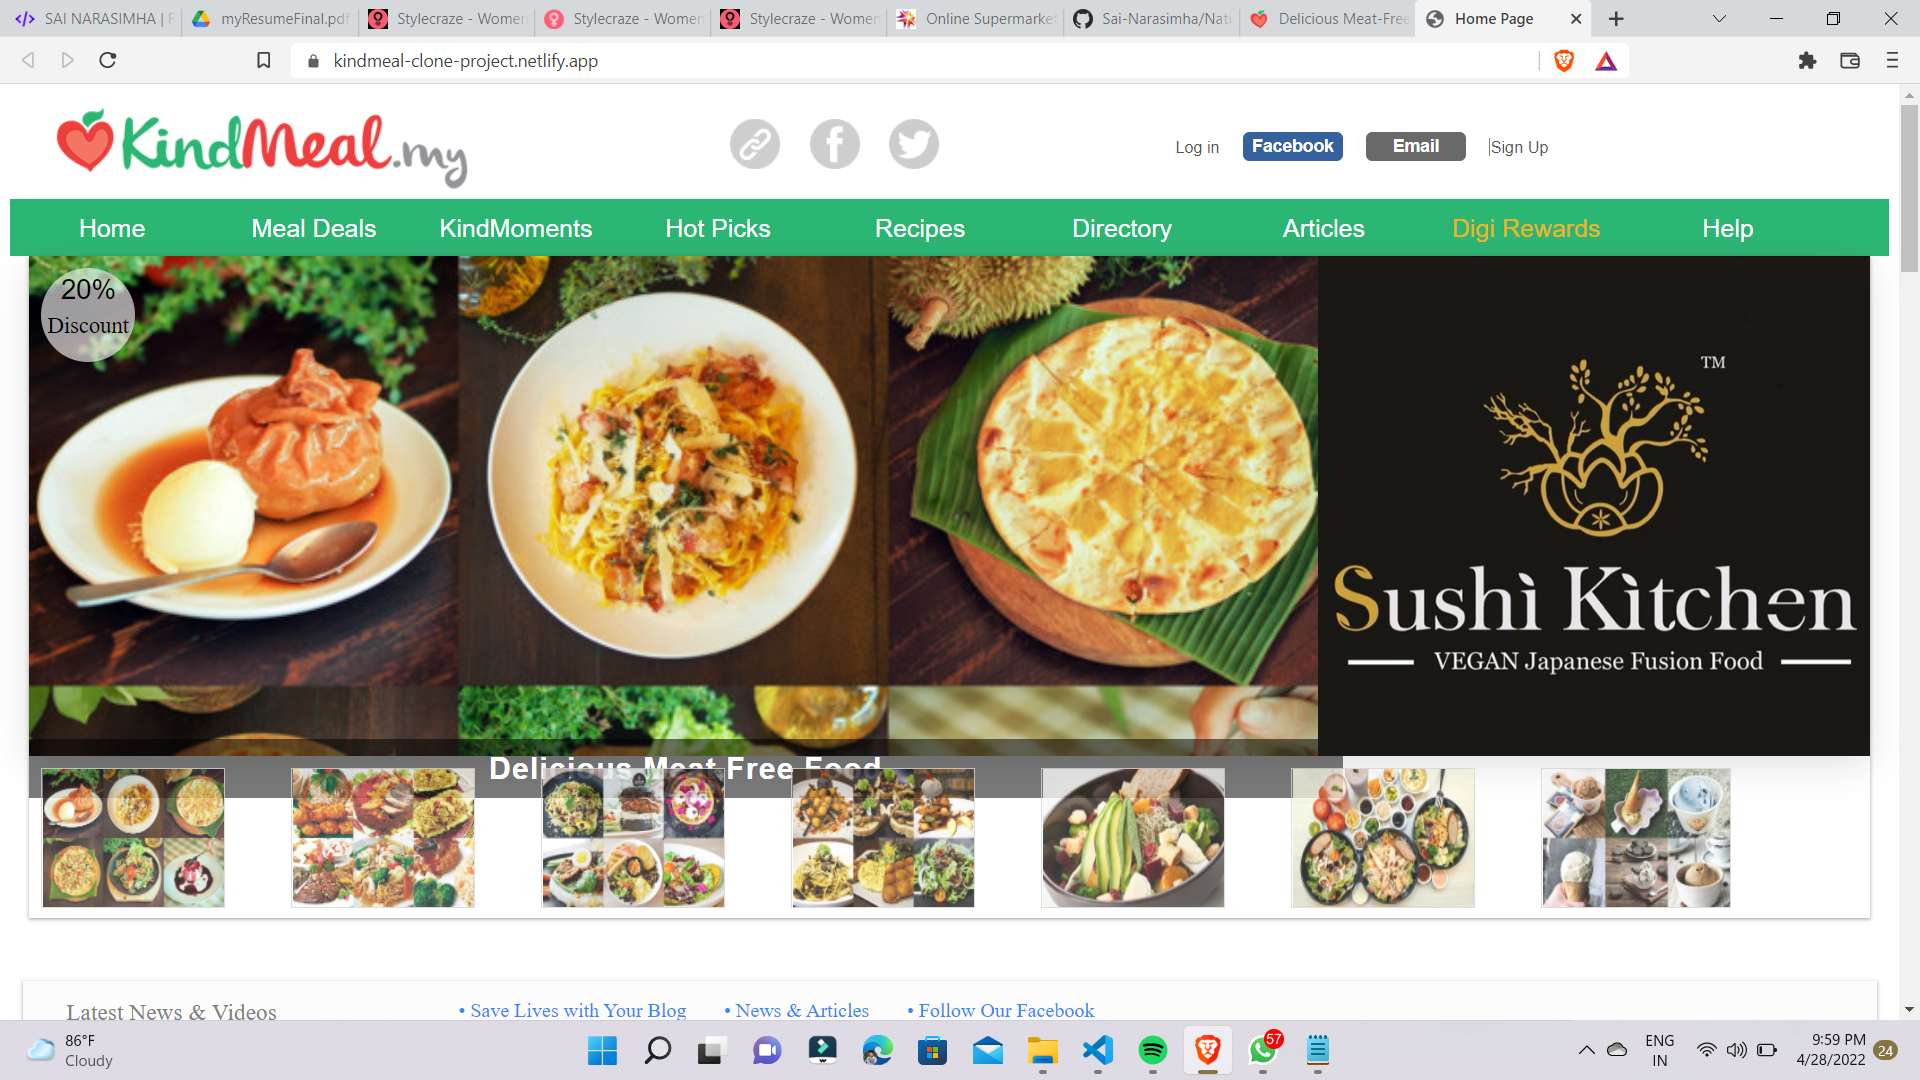 SAI NARASIMHA | F
myResumeFinal.pdf
Stylecraze - Women
Stylecraze - Women
Stylecraze - Women
Online Supermarket
Sai-Narasimha/Natu
Delicious Meat-Free
Home Page
kindmeal-clone-project.netlify.app
KindMeal.my
Log in
Facebook
Email
|Sign Up
Home
Meal Deals
KindMoments
Hot Picks
Recipes
Directory
Articles
Digi Rewards
Help
20%
Discount
TM
Sushi Kitchen
VEGAN Japanese Fusion Food
Delicious Meat Free Food
Latest News & Videos
• Save Lives with Your Blog
• News & Articles
• Follow Our Facebook
86°F
Cloudy
57
ENG
IN
9:59 PM
4/28/2022
24